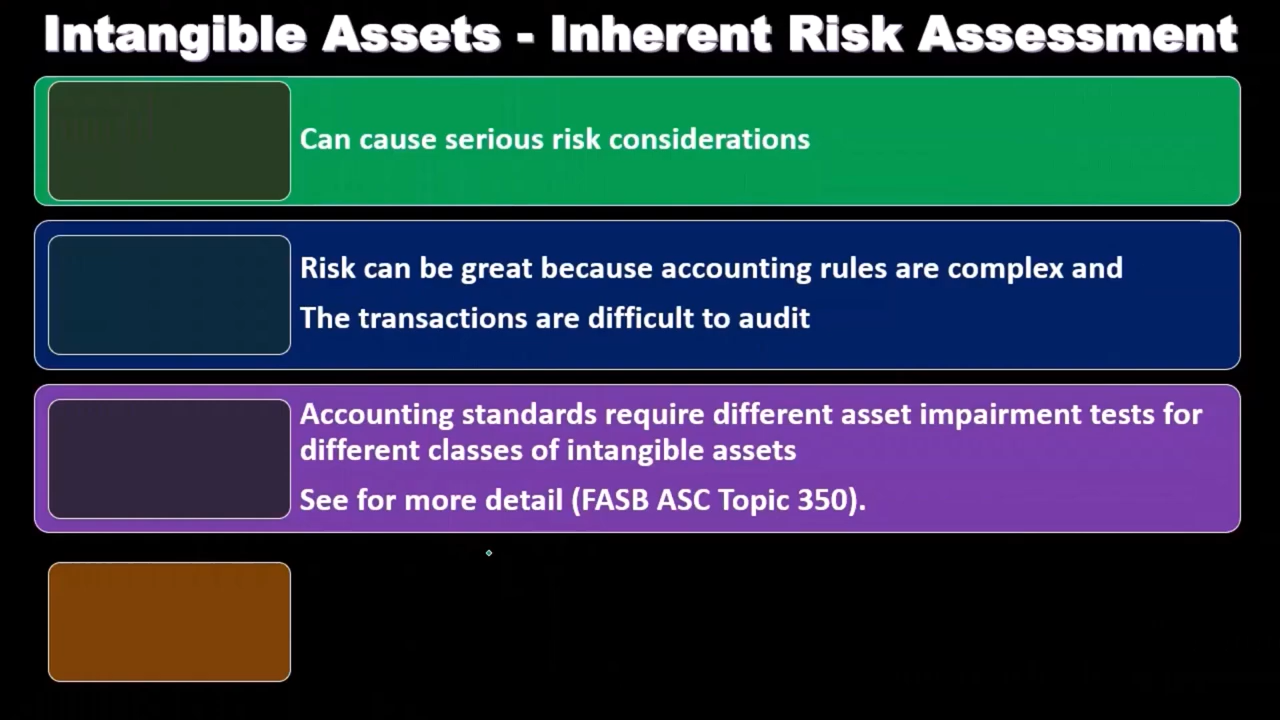 Intangible Assets - Inherent Risk Assessment
Can cause serious risk considerations
Risk can be great because accounting rules are complex and
The transactions are difficult to audit
Accounting standards require different asset impairment tests for
different classes of intangible assets
See for more detail (FASB ASC Topic 350).